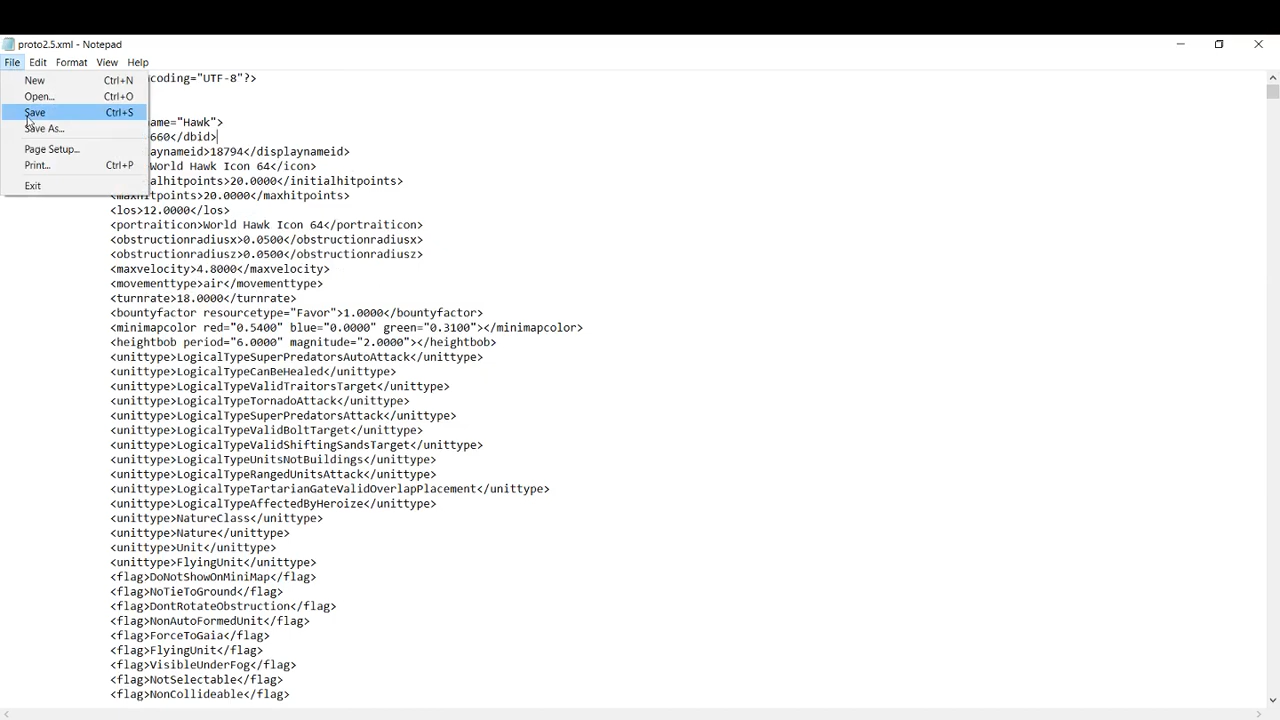 proto2.5.xml - Notepad
File Edit Format View Help
New Ctrl+N
Open... Ctrl+O
Save Ctrl+S
Save As...
Page Setup...
Print... Ctrl+P
Exit
coding="UTF-8"?>
ame="Hawk">
660</dbid>
aynameid>18794</displaynameid>
World Hawk Icon 64</icon>
alhitpoints>20.0000</initialhitpoints>
<maxhitpoints>20.0000</maxhitpoints>
<los>12.0000</los>
<portraiticon>World Hawk Icon 64</portraiticon>
<obstructionradiusx>0.0500</obstructionradiusx>
<obstructionradiusz>0.0500</obstructionradiusz>
<maxvelocity>4.8000</maxvelocity>
<movementtype>air</movementtype>
<turnrate>18.0000</turnrate>
<bountyfactor resourcetype="Favor">1.0000</bountyfactor>
<minimapcolor red="0.5400" blue="0.0000" green="0.3100"></minimapcolor>
<heightbob period="6.0000" magnitude="2.0000"></heightbob>
<unittype>LogicalTypeSuperPredatorsAutoAttack</unittype>
<unittype>LogicalTypeCanBeHealed</unittype>
<unittype>LogicalTypeValidTraitorsTarget</unittype>
<unittype>LogicalTypeTornadoAttack</unittype>
<unittype>LogicalTypeSuperPredatorsAttack</unittype>
<unittype>LogicalTypeValidBoltTarget</unittype>
<unittype>LogicalTypeValidShiftingSandsTarget</unittype>
<unittype>LogicalTypeUnitsNotBuildings</unittype>
<unittype>LogicalTypeRangedUnitsAttack</unittype>
<unittype>LogicalTypeTartarianGateValidOverlapPlacement</unittype>
<unittype>LogicalTypeAffectedByHeroize</unittype>
<unittype>NatureClass</unittype>
<unittype>Nature</unittype>
<unittype>Unit</unittype>
<unittype>FlyingUnit</unittype>
<flag>DoNotShowOnMiniMap</flag>
<flag>NoTieToGround</flag>
<flag>DontRotateObstruction</flag>
<flag>NonAutoFormedUnit</flag>
<flag>ForceToGaia</flag>
<flag>FlyingUnit</flag>
<flag>VisibleUnderFog</flag>
<flag>NotSelectable</flag>
<flag>NonCollideable</flag>